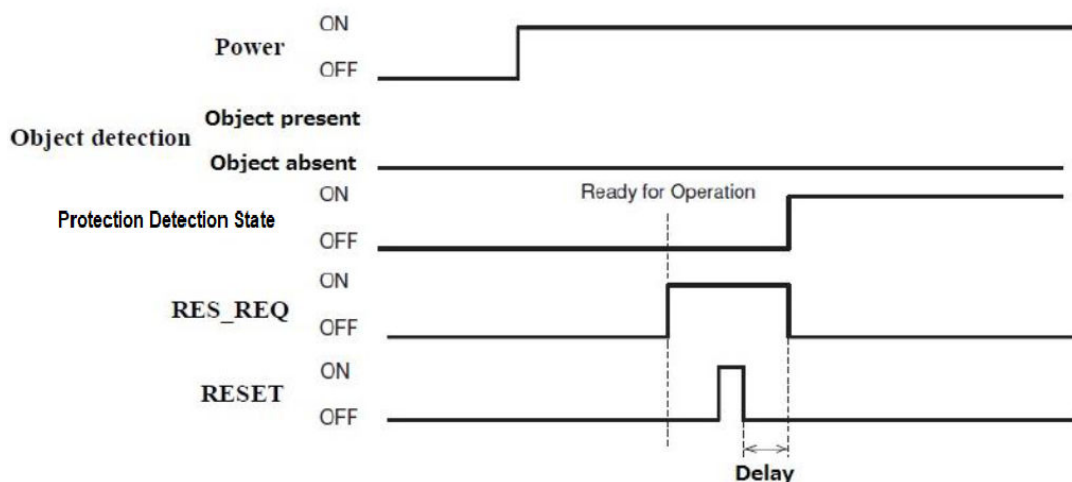 Power
ON
OFF
Object detection
Object present
Object absent
Protection Detection State
ON
OFF
Ready for Operation
RES_REQ
ON
OFF
RESET
ON
OFF
Delay